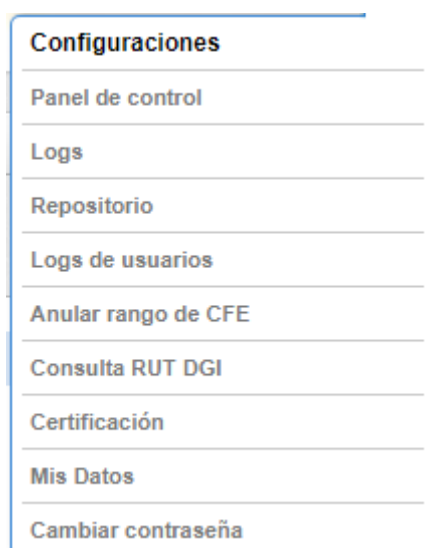 Configuraciones
Panel de control
Logs
Repositorio
Logs de usuarios
Anular rango de CFE
Consulta RUT DGI
Certificación
Mis Datos
Cambiar contraseña